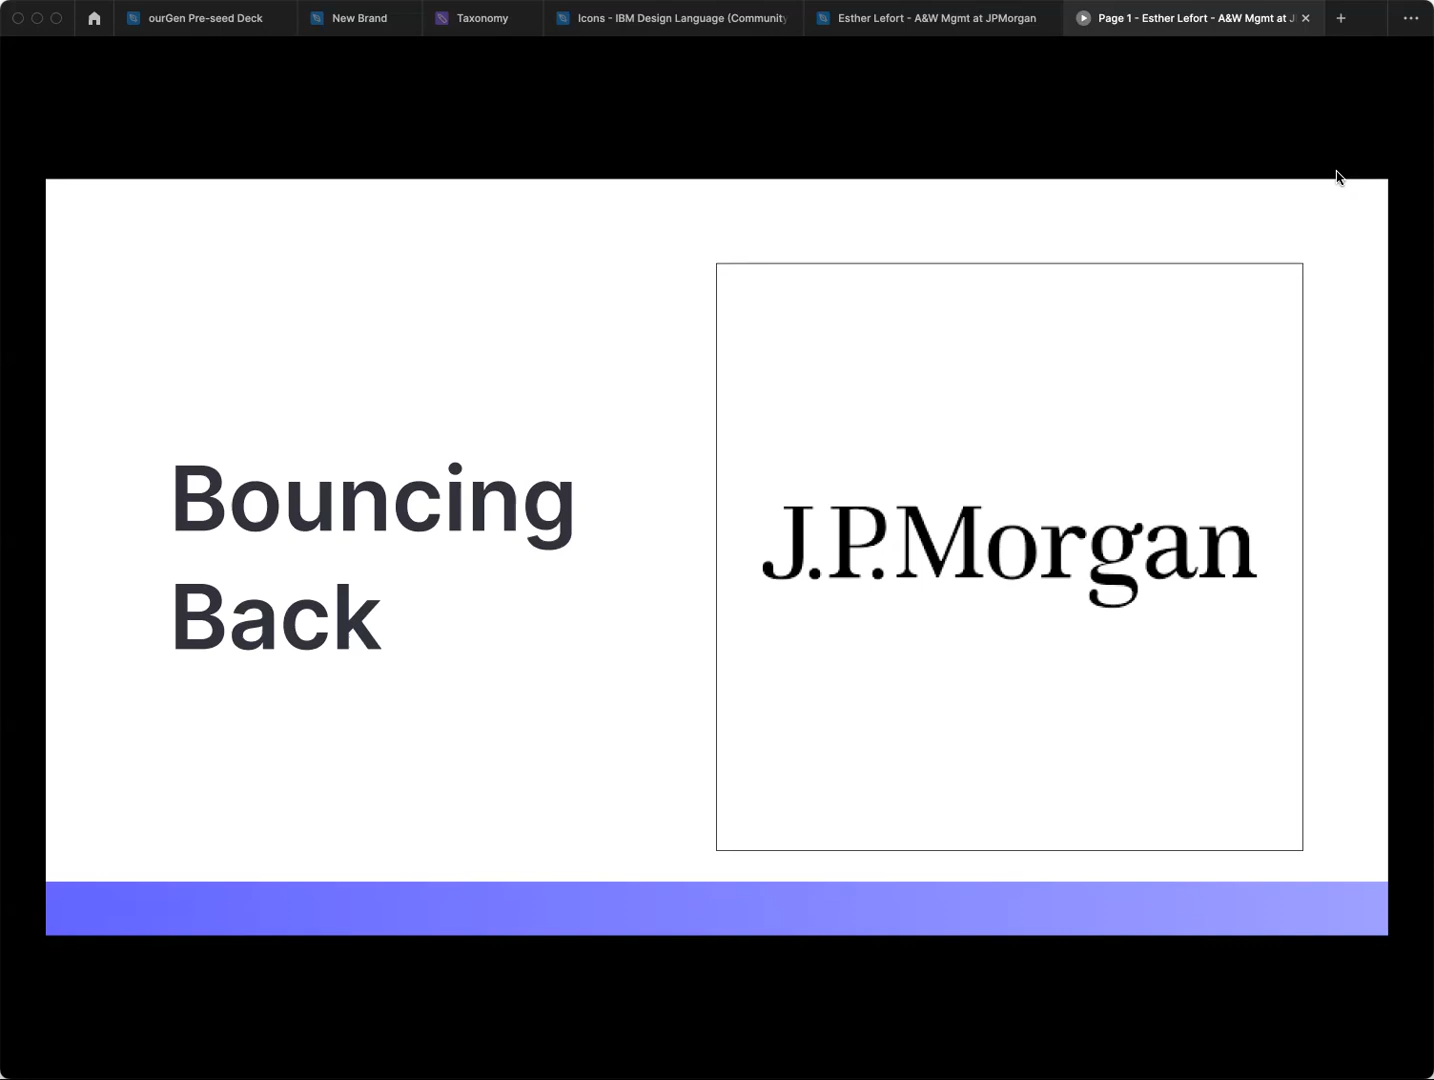 ourGen Pre-seed Deck
New Brand
Taxonomy
Icons - IBM Design Language (Community
Esther Lefort - A&W Mgmt at JPMorgan
Page 1 - Esther Lefort - A&W Mgmt at J
Bouncing
Back
J.P.Morgan